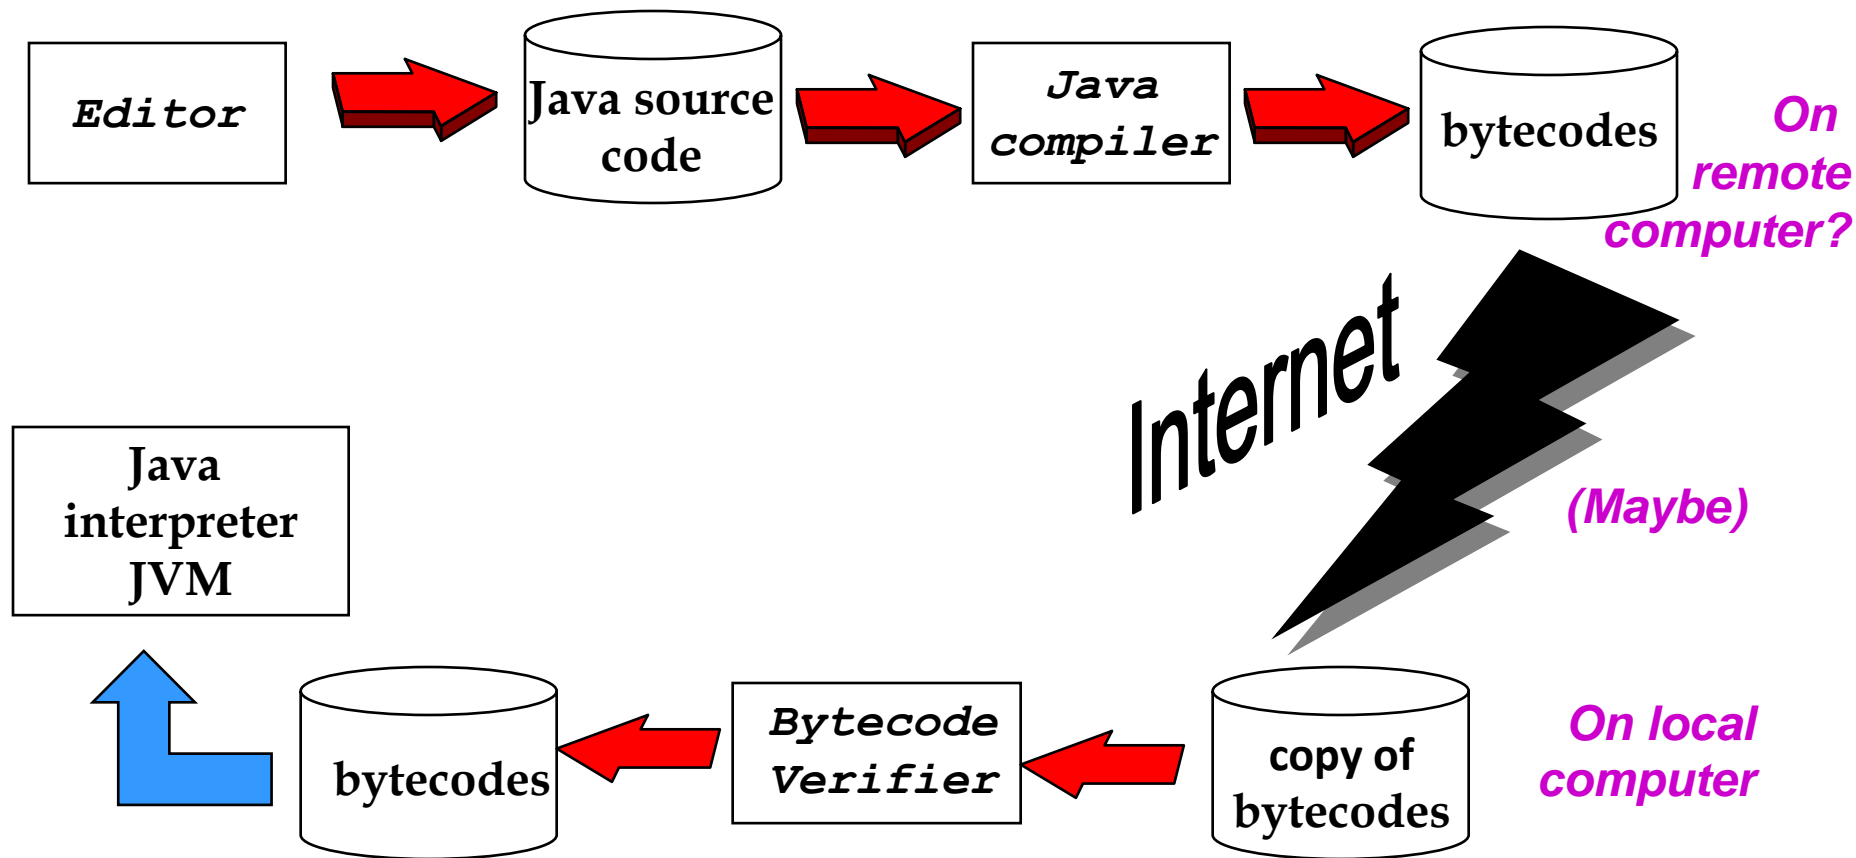 Editor
Java source
code
Java
compiler
bytecodes
On
remote
computer?
Internet
(Maybe)
Java
interpreter
JVM
bytecodes
Bytecode
Verifier
copy of
bytecodes
On local
computer